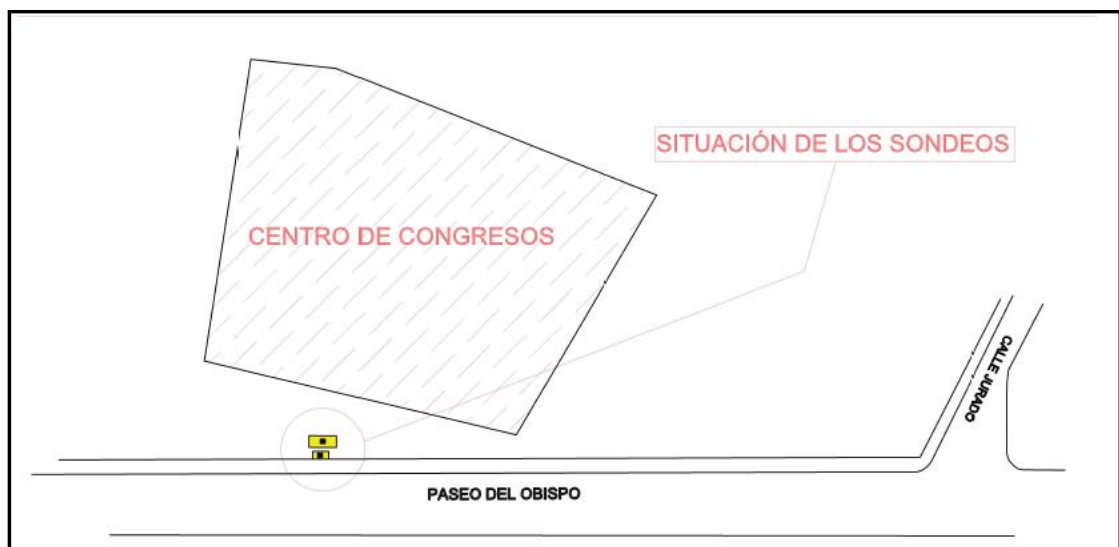 SITUACIÓN DE LOS SONDEOS
CENTRO DE CONGRESOS
CALLE JURADO
PASEO DEL OBISPO